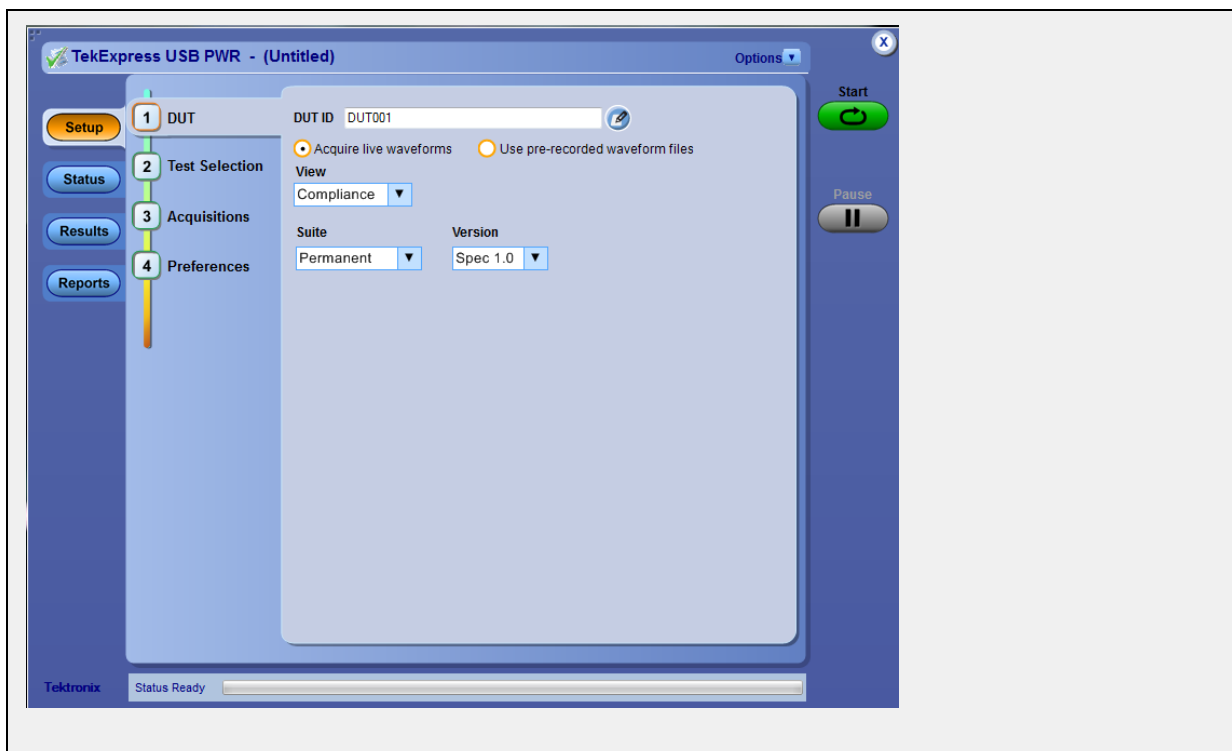 TekExpress USB PWR - (Untitled)
Options
X
Setup
Status
Results
Reports
1 DUT
2 Test Selection
3 Acquisitions
4 Preferences
DUT ID DUT001
Acquire live waveforms Use pre-recorded waveform files
View
Compliance
Suite Version
Permanent Spec 1.0
Start
Pause
Tektronix Status Ready